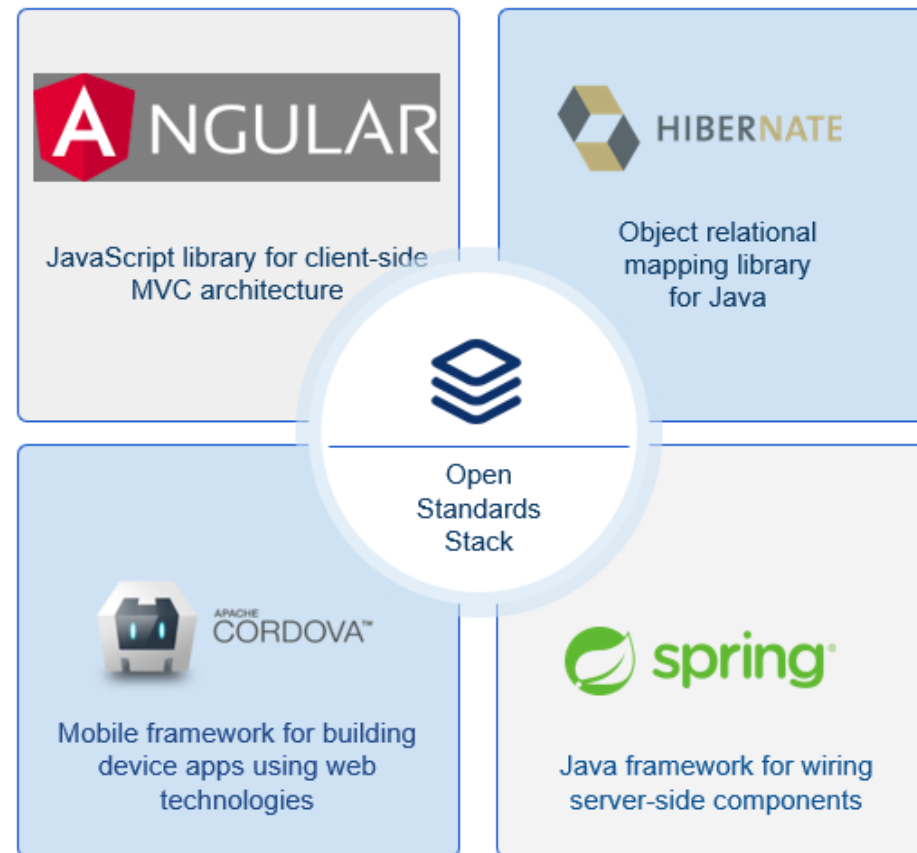 ANGULAR
JavaScript library for client-side
MVC architecture
HIBERNATE
Object relational
mapping library
for Java
Open
Standards
Stack
APACHE
CORDOVA™
Mobile framework for building
device apps using web
technologies
spring
Java framework for wiring
server-side components